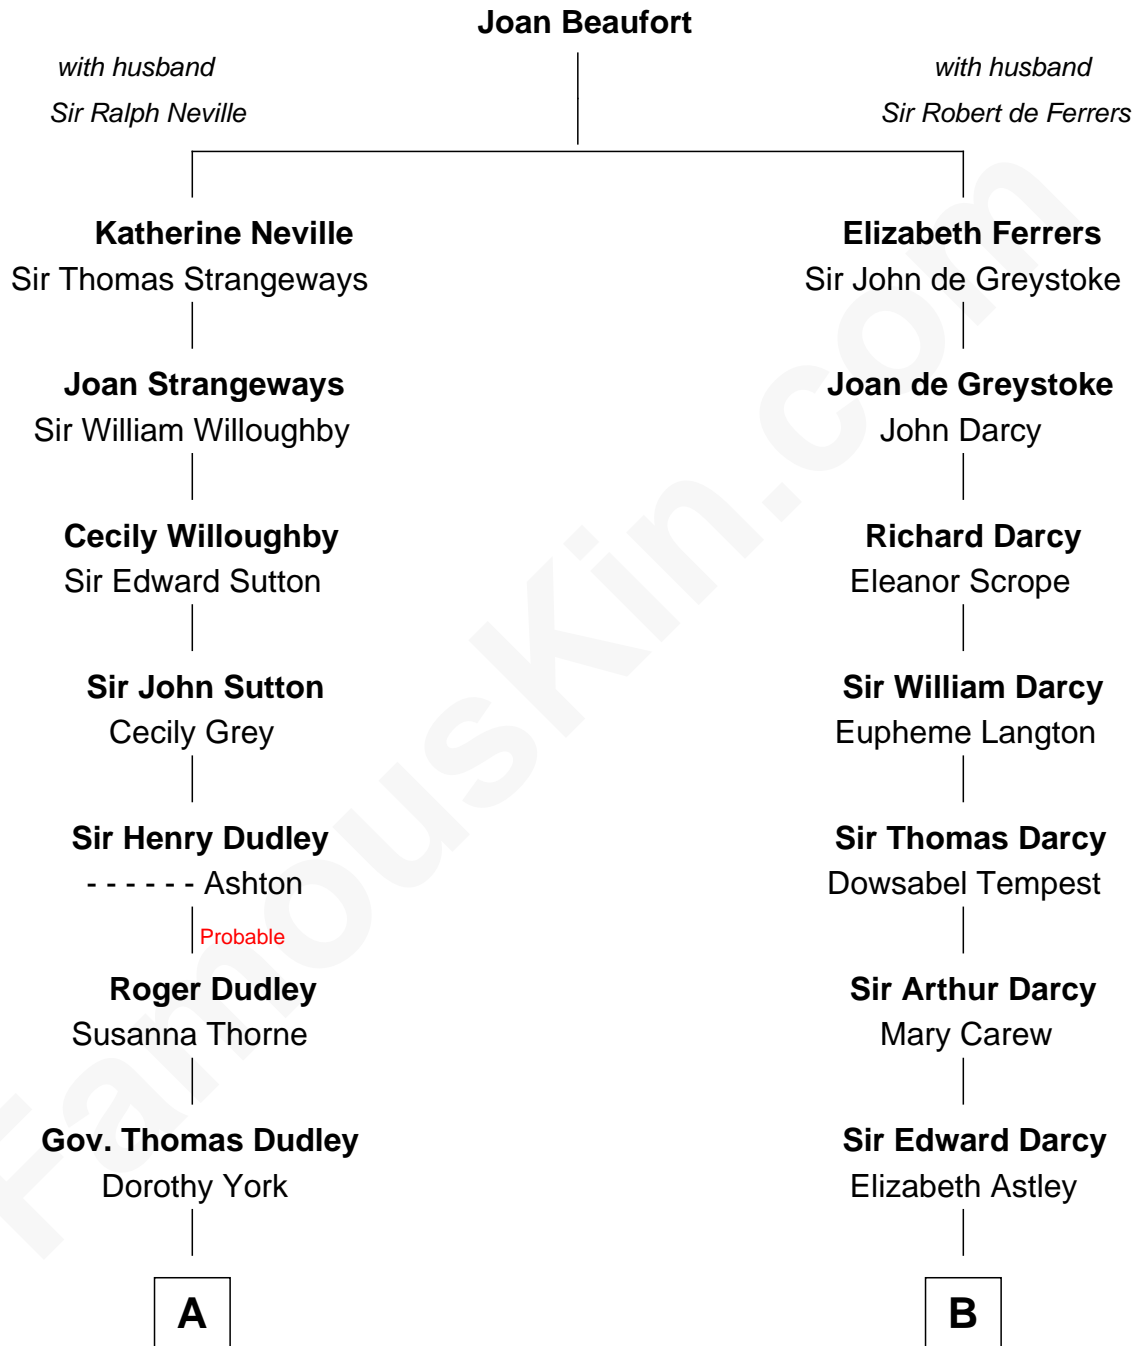 Joan Beaufort
with husband
Sir Ralph Neville
with husband
Sir Robert de Ferrers
Katherine Neville
Sir Thomas Strangeways
Elizabeth Ferrers
Sir John de Greystoke
Joan Strangeways
Sir William Willoughby
Joan de Greystoke
John Darcy
Cecily Willoughby
Sir Edward Sutton
Richard Darcy
Eleanor Scrope
Sir John Sutton
Cecily Grey
Sir William Darcy
Eupheme Langton
Sir Henry Dudley
- - - - - - Ashton
Probable
Sir Thomas Darcy
Dowsabel Tempest
Roger Dudley
Susanna Thorne
Sir Arthur Darcy
Mary Carew
Gov. Thomas Dudley
Dorothy York
Sir Edward Darcy
Elizabeth Astley
A
B
FamousKin.com